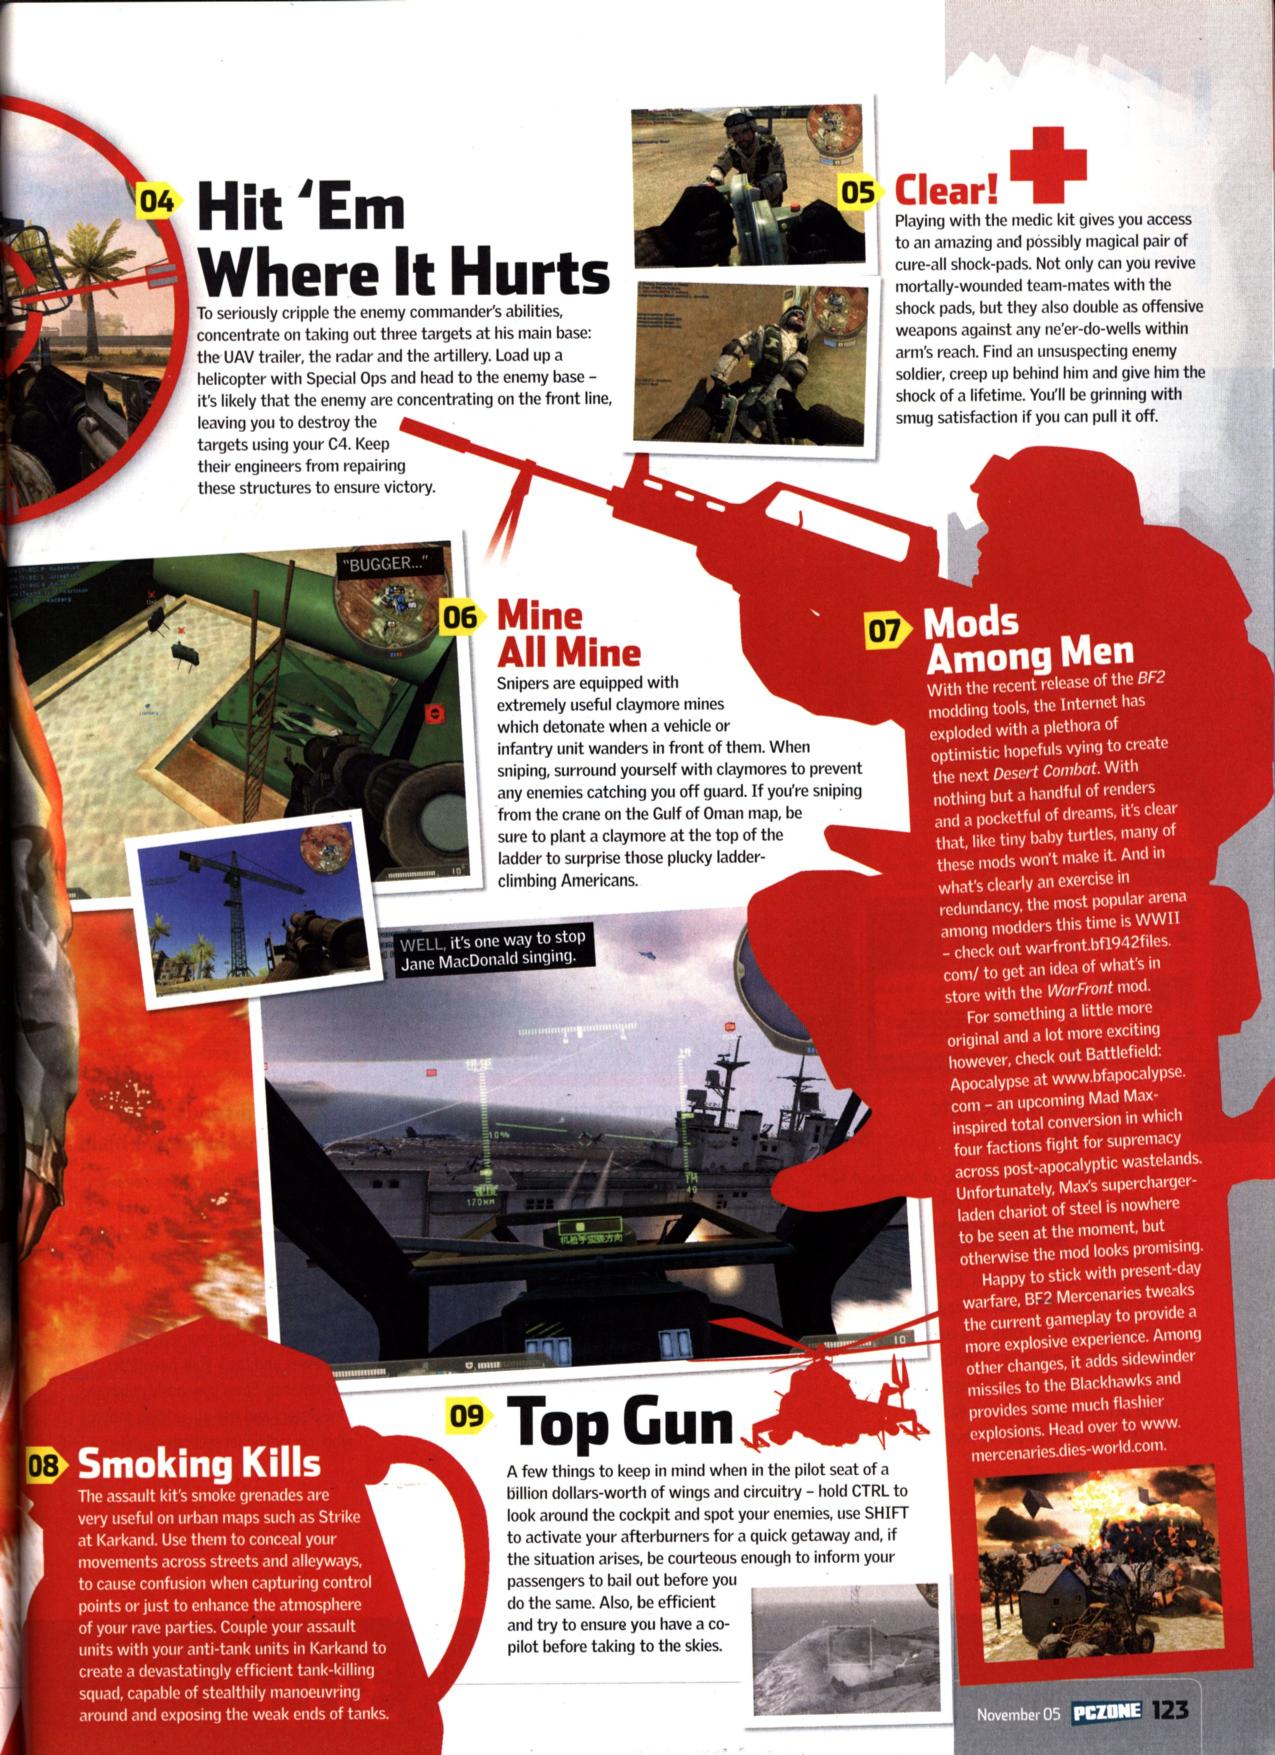 04
Hit ‘Em
Where It Hurts
To seriously cripple the enemy commander's abilities,
concentrate on taking out three targets at his main base:
the UAV trailer, the radar and the artillery. Load up a
helicopter with Special Ops and head to the enemy base –
it's likely that the enemy are concentrating on the front line,
leaving you to destroy the
targets using your C4. Keep
their engineers from repairing
these structures to ensure victory.
05
Clear!
Playing with the medic kit gives you access
to an amazing and possibly magical pair of
cure-all shock-pads. Not only can you revive
mortally-wounded team-mates with the
shock pads, but they also double as offensive
weapons against any ne'er-do-wells within
arm's reach. Find an unsuspecting enemy
soldier, creep up behind him and give him the
shock of a lifetime. You'll be grinning with
smug satisfaction if you can pull it off.
"BUGGER..."
06
Mine
All Mine
Snipers are equipped with
extremely useful claymore mines
which detonate when a vehicle or
infantry unit wanders in front of them. When
sniping, surround yourself with claymores to prevent
any enemies catching you off guard. If you're sniping
from the crane on the Gulf of Oman map, be
sure to plant a claymore at the top of the
ladder to surprise those plucky ladder-
climbing Americans.
WELL, it's one way to stop
Jane MacDonald singing.
07
Mods
Among Men
With the recent release of the BF2
modding tools, the Internet has
exploded with a plethora of
optimistic hopefuls vying to create
the next Desert Combat. With
nothing but a handful of renders
and a pocketful of dreams, it's clear
that, like tiny baby turtles, many of
these mods won't make it. And in
what's clearly an exercise in
redundancy, the most popular arena
among modders this time is WWII
– check out warfront.bf1942files.
com/ to get an idea of what's in
store with the WarFront mod.
For something a little more
original and a lot more exciting
however, check out Battlefield:
Apocalypse at www.bfapocalypse.
com – an upcoming Mad Max-
inspired total conversion in which
four factions fight for supremacy
across post-apocalyptic wastelands.
Unfortunately, Max's supercharger-
laden chariot of steel is nowhere
to be seen at the moment, but
otherwise the mod looks promising.
Happy to stick with present-day
warfare, BF2 Mercenaries tweaks
the current gameplay to provide a
more explosive experience. Among
other changes, it adds sidewinder
missiles to the Blackhawks and
provides some much flashier
explosions. Head over to www.
mercenaries.dies-world.com.
10%
170
40
10
08
Smoking Kills
The assault kit's smoke grenades are
very useful on urban maps such as Strike
at Karkand. Use them to conceal your
movements across streets and alleyways,
to cause confusion when capturing control
points or just to enhance the atmosphere
of your rave parties. Couple your assault
units with your anti-tank units in Karkand to
create a devastatingly efficient tank-killing
squad, capable of stealthily manoeuvring
around and exposing the weak ends of tanks.
09
Top Gun
A few things to keep in mind when in the pilot seat of a
billion dollars-worth of wings and circuitry – hold CTRL to
look around the cockpit and spot your enemies, use SHIFT
to activate your afterburners for a quick getaway and, if
the situation arises, be courteous enough to inform your
passengers to bail out before you
do the same. Also, be efficient
and try to ensure you have a co-
pilot before taking to the skies.
November 05 PCZONE 123